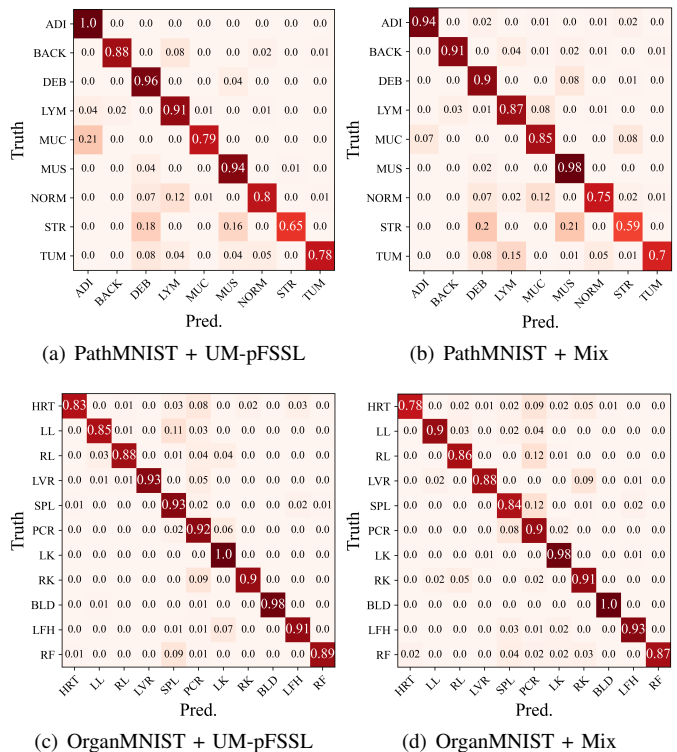 ADI 1.0 0.0 0.0 0.0 0.0 0.0 0.0 0.0 0.0
BACK 0.0 0.88 0.0 0.08 0.0 0.0 0.02 0.0 0.01
DEB 0.0 0.0 0.96 0.0 0.0 0.04 0.0 0.0 0.0
LYM 0.04 0.02 0.0 0.91 0.01 0.0 0.01 0.0 0.0
MUC 0.21 0.0 0.0 0.0 0.79 0.0 0.0 0.0 0.0
MUS 0.0 0.0 0.04 0.0 0.0 0.94 0.0 0.01 0.0
NORM 0.0 0.0 0.07 0.12 0.01 0.0 0.8 0.0 0.01
STR 0.0 0.0 0.18 0.0 0.0 0.16 0.0 0.65 0.01
TUM 0.0 0.0 0.08 0.04 0.0 0.04 0.05 0.0 0.78
Truth
ADI BACK DEB LYM MUC MUS NORM STR TUM
Pred.
(a) PathMNIST + UM-pFSSL
ADI 0.94 0.0 0.02 0.0 0.01 0.01 0.0 0.02 0.0
BACK 0.0 0.91 0.0 0.04 0.01 0.02 0.01 0.0 0.01
DEB 0.0 0.0 0.9 0.0 0.0 0.08 0.0 0.01 0.0
LYM 0.0 0.03 0.01 0.87 0.08 0.0 0.01 0.0 0.0
MUC 0.07 0.0 0.0 0.0 0.85 0.0 0.0 0.08 0.0
MUS 0.0 0.0 0.02 0.0 0.0 0.98 0.0 0.0 0.0
NORM 0.0 0.0 0.07 0.02 0.12 0.0 0.75 0.02 0.01
STR 0.0 0.0 0.2 0.0 0.0 0.21 0.0 0.59 0.0
TUM 0.0 0.0 0.08 0.15 0.0 0.01 0.05 0.01 0.7
Truth
ADI BACK DEB LYM MUC MUS NORM STR TUM
Pred.
(b) PathMNIST + Mix
HRT 0.83 0.0 0.01 0.0 0.03 0.08 0.0 0.02 0.0 0.03 0.0
LL 0.0 0.85 0.01 0.0 0.11 0.03 0.0 0.0 0.0 0.0 0.0
RL 0.0 0.03 0.88 0.0 0.01 0.04 0.04 0.0 0.0 0.0 0.0
LVR 0.0 0.01 0.01 0.93 0.0 0.05 0.0 0.0 0.0 0.0 0.0
SPL 0.01 0.0 0.0 0.0 0.93 0.02 0.0 0.0 0.0 0.02 0.01
PCR 0.0 0.0 0.0 0.0 0.02 0.92 0.06 0.0 0.0 0.0 0.0
LK 0.0 0.0 0.0 0.0 0.0 0.0 1.0 0.0 0.0 0.0 0.0
RK 0.0 0.0 0.0 0.0 0.0 0.09 0.0 0.9 0.0 0.0 0.0
BLD 0.0 0.01 0.0 0.0 0.0 0.01 0.0 0.0 0.98 0.0 0.0
LFH 0.0 0.0 0.0 0.0 0.01 0.01 0.07 0.0 0.0 0.91 0.0
RF 0.01 0.0 0.01 0.0 0.09 0.0 0.0 0.0 0.0 0.0 0.89
Truth
HRT LL RL LVR SPL PCR LK RK BLD LFH RF
Pred.
(c) OrganMNIST + UM-pFSSL
HRT 0.78 0.0 0.02 0.01 0.02 0.09 0.02 0.05 0.01 0.0 0.0
LL 0.0 0.9 0.03 0.0 0.02 0.04 0.0 0.0 0.0 0.0 0.0
RL 0.0 0.01 0.86 0.0 0.0 0.12 0.01 0.0 0.0 0.0 0.0
LVR 0.0 0.02 0.01 0.88 0.0 0.0 0.0 0.09 0.0 0.0 0.0
SPL 0.0 0.0 0.0 0.0 0.84 0.12 0.0 0.01 0.0 0.02 0.0
PCR 0.0 0.0 0.0 0.0 0.08 0.9 0.02 0.0 0.0 0.0 0.0
LK 0.0 0.0 0.0 0.01 0.0 0.0 0.98 0.0 0.0 0.01 0.0
RK 0.0 0.02 0.05 0.0 0.0 0.02 0.0 0.91 0.0 0.0 0.0
BLD 0.0 0.0 0.0 0.0 0.0 0.0 0.0 0.0 1.0 0.0 0.0
LFH 0.0 0.0 0.0 0.0 0.03 0.01 0.02 0.0 0.0 0.93 0.0
RF 0.02 0.0 0.01 0.0 0.04 0.02 0.02 0.03 0.0 0.0 0.87
Truth
HRT LL RL LVR SPL PCR LK RK BLD LFH RF
Pred.
(d) OrganMNIST + Mix